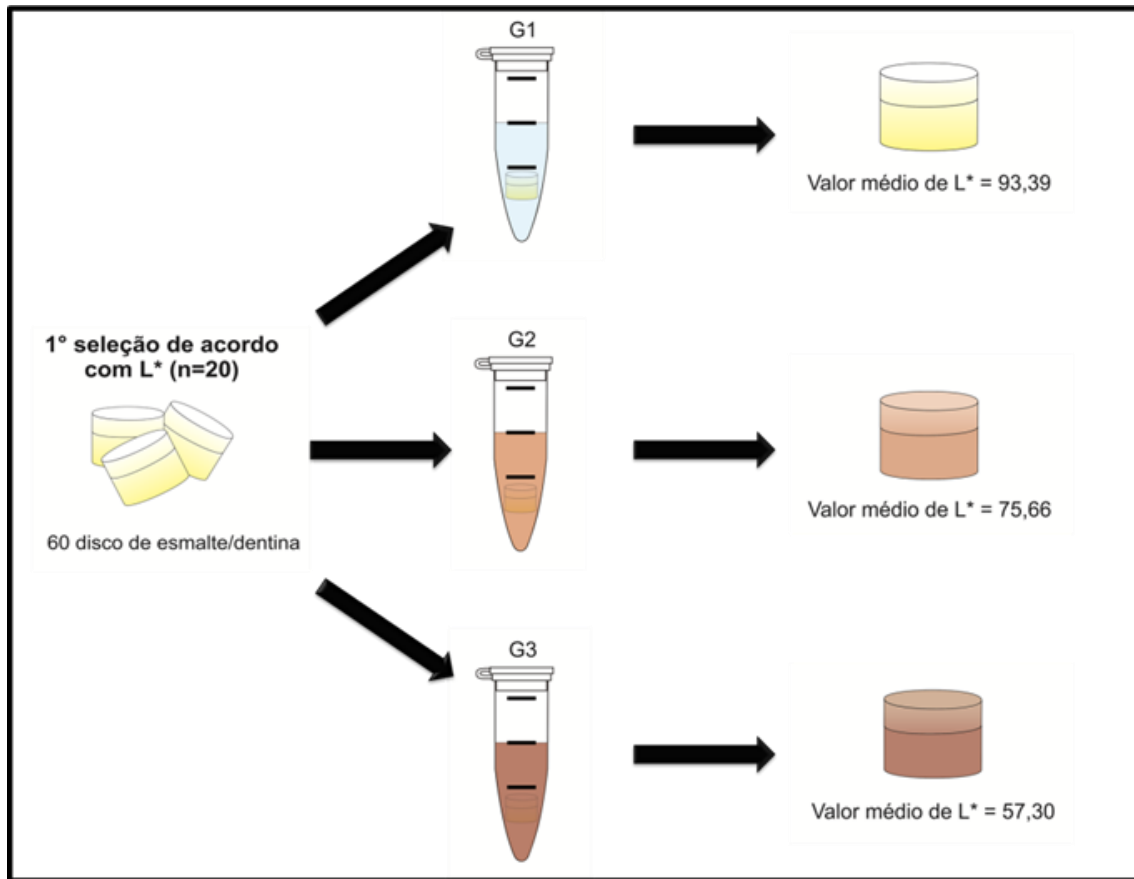 G1
Valor médio de L* = 93,39
1° seleção de acordo
com L* (n=20)
60 disco de esmalte/dentina
G2
Valor médio de L* = 75,66
G3
Valor médio de L* = 57,30